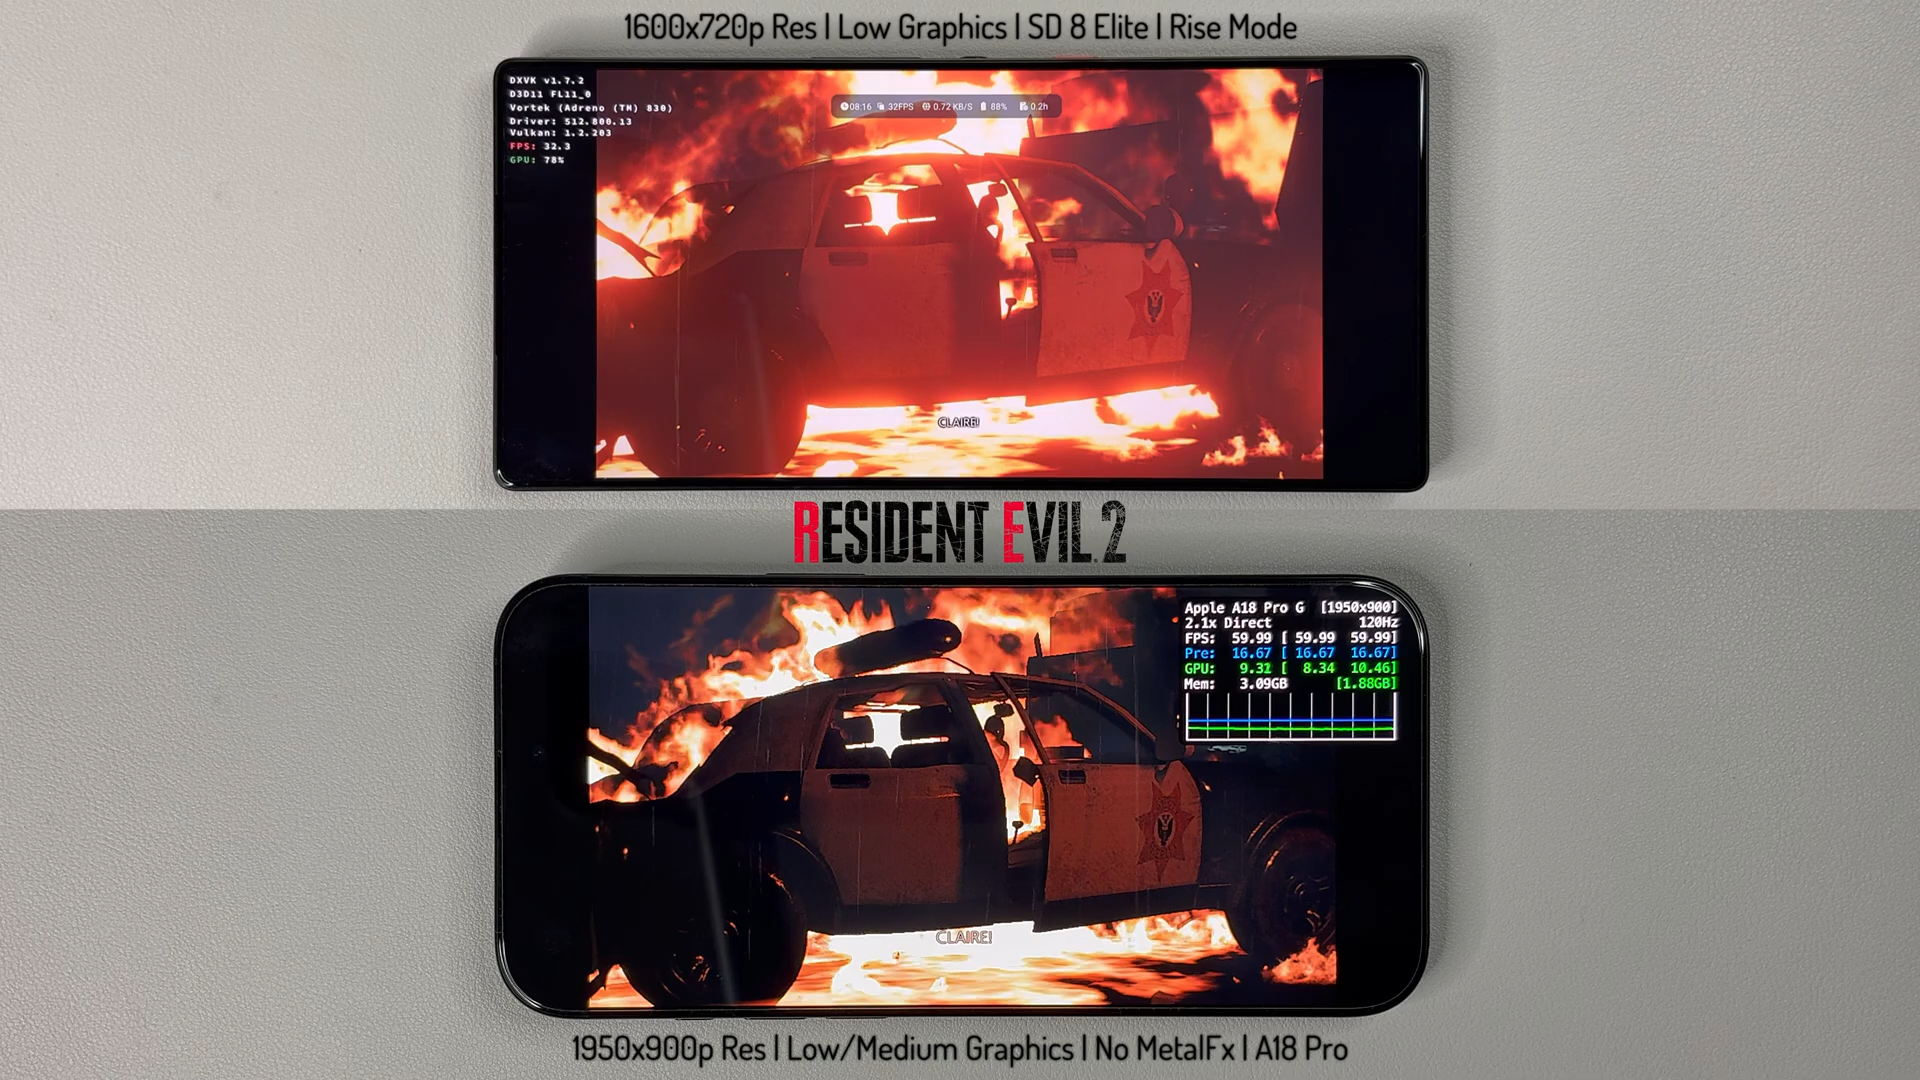 1600x720p Res | Low Graphics | SD 8 Elite | Rise Mode
DXVK v1.7.2
D3D11 FL11_0
Vortek (Adreno (TM) 830)
Driver: 512.800.13
Vulkan: 1.2.203
FPS: 32.3
GPU: 78%
08:16 32FPS 0.72 KB/S 88% 0.2h
CLAIRE!
RESIDENT EVIL 2
Apple A18 Pro G [1950x900]
2.1x Direct 120Hz
FPS: 59.99 [ 59.99 59.99]
Pre: 16.67 [ 16.67 16.67]
GPU: 9.31 [ 8.34 10.46]
Mem: 3.09GB [1.88GB]
CLAIRE!
1950x900p Res | Low/Medium Graphics | No MetalFx | A18 Pro